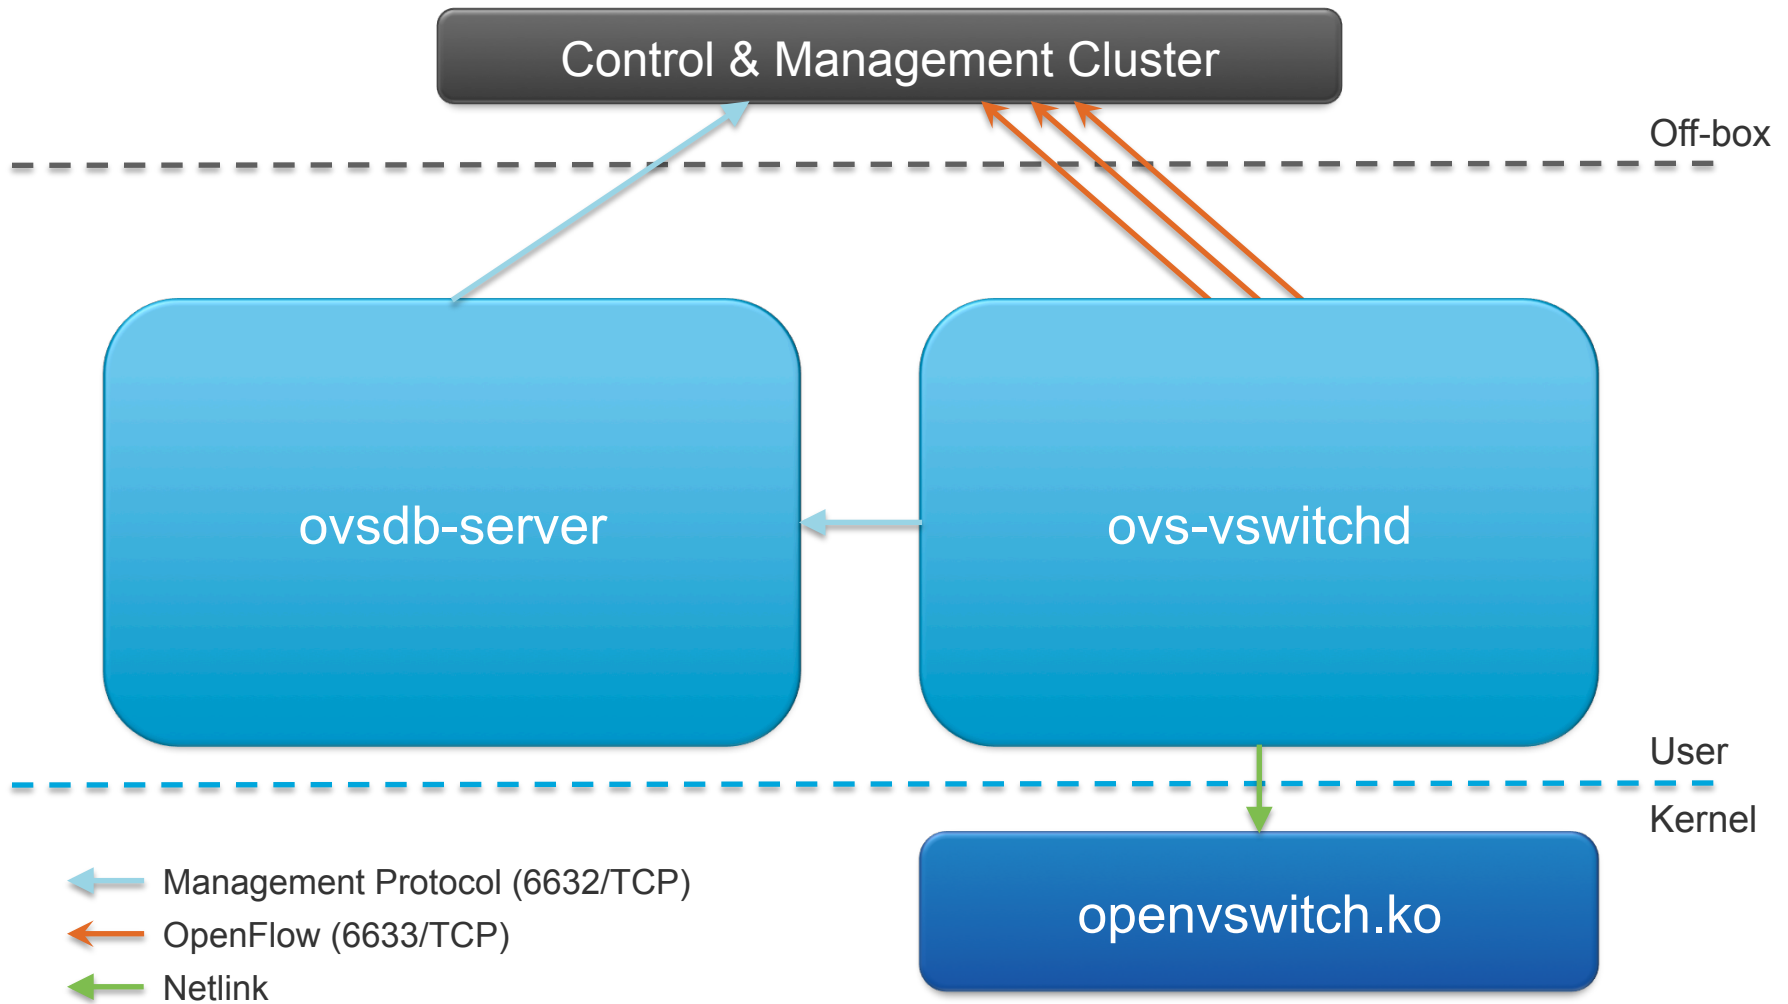 Control & Management Cluster
Off-box
ovsdb-server
ovs-vswitchd
User
Kernel
Management Protocol (6632/TCP)
OpenFlow (6633/TCP)
Netlink
openvswitch.ko